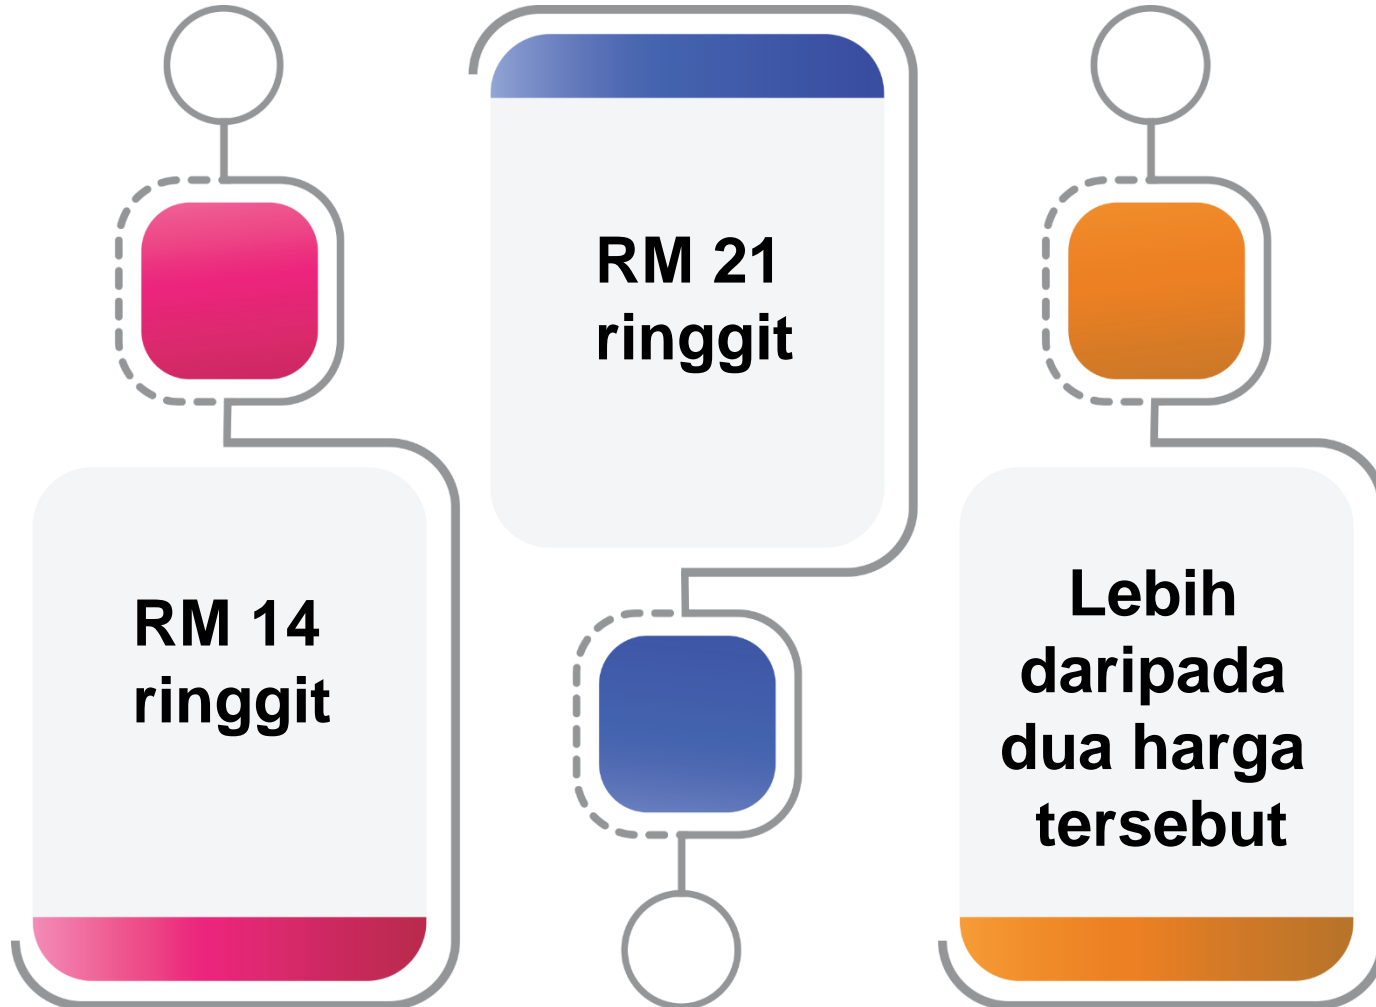 RM 14
ringgit
RM 21
ringgit
Lebih
daripada
dua harga
tersebut